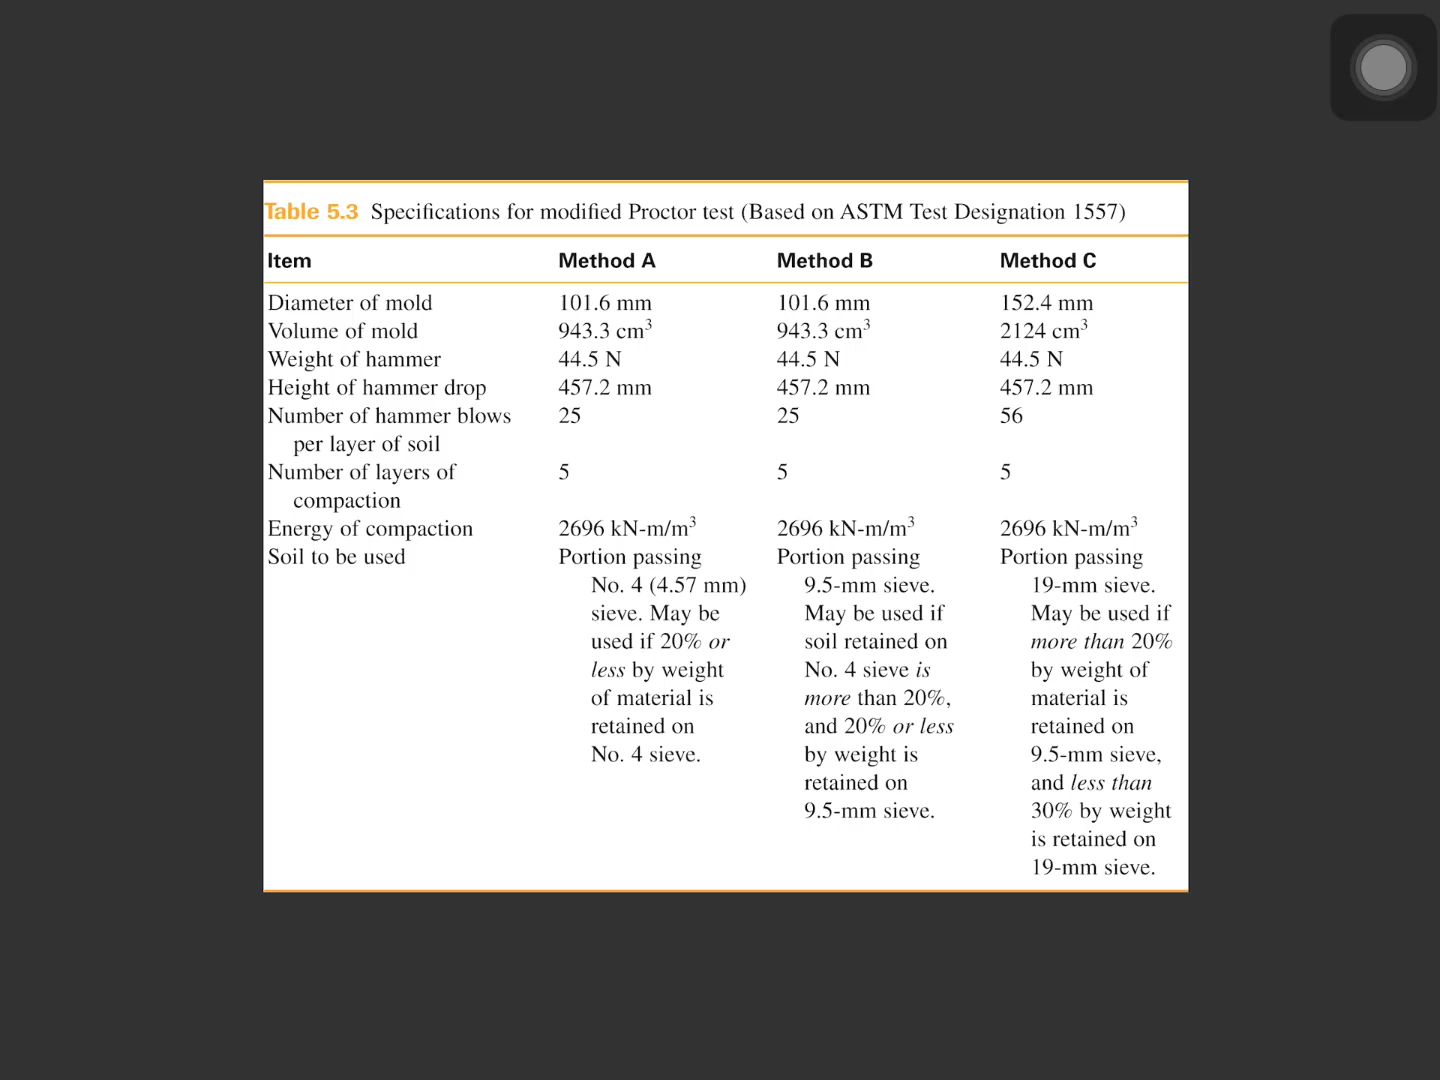 Table 5.3 Specifications for modified Proctor test (Based on ASTM Test Designation 1557)
Item Method A Method B Method C
Diameter of mold 101.6 mm 101.6 mm 152.4 mm
Volume of mold 943.3 cm³ 943.3 cm³ 2124 cm³
Weight of hammer 44.5 N 44.5 N 44.5 N
Height of hammer drop 457.2 mm 457.2 mm 457.2 mm
Number of hammer blows 25 25 56
per layer of soil
Number of layers of 5 5 5
compaction
Energy of compaction 2696 kN-m/m³ 2696 kN-m/m³ 2696 kN-m/m³
Soil to be used Portion passing Portion passing Portion passing
No. 4 (4.57 mm) 9.5-mm sieve. 19-mm sieve.
sieve. May be May be used if May be used if
used if 20% or soil retained on more than 20%
less by weight No. 4 sieve is by weight of
of material is more than 20%, material is
retained on and 20% or less retained on
No. 4 sieve. by weight is 9.5-mm sieve,
retained on and less than
9.5-mm sieve. 30% by weight
is retained on
19-mm sieve.